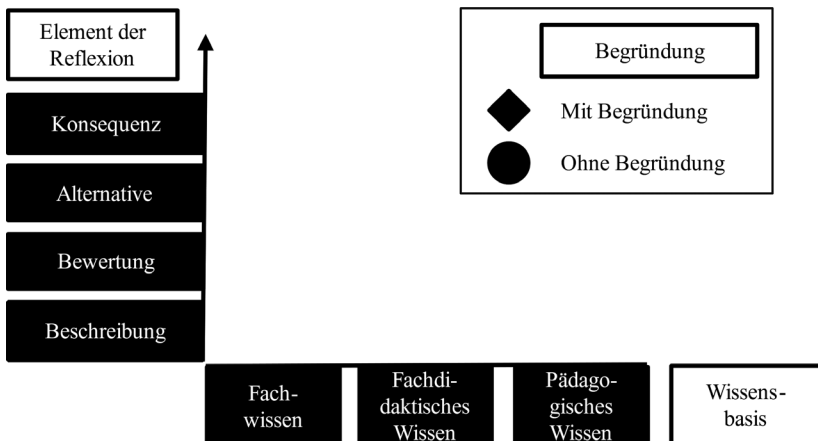 Element der
Reflexion
Konsequenz
Alternative
Bewertung
Beschreibung
Begründung
Mit Begründung
Ohne Begründung
Fach-
wissen
Fachdi-
daktisches
Wissen
Pädago-
gisches
Wissen
Wissens-
basis